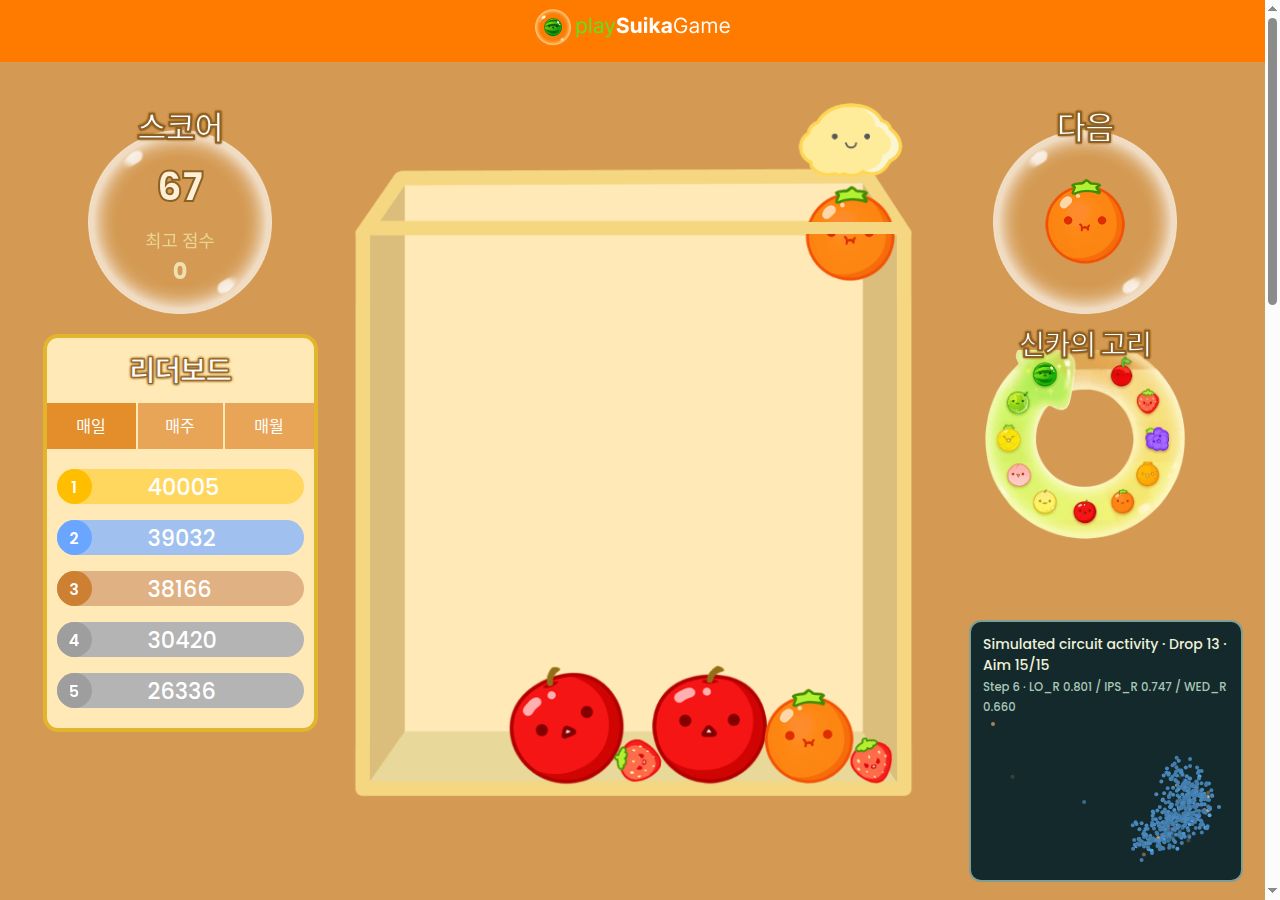 playSuikaGame
스코어
67
최고 점수
0
다음
리더보드
매일 매주 매월
1 40005
2 39032
3 38166
4 30420
5 26336
신카의 고리
Simulated circuit activity · Drop 13 ·
Aim 15/15
Step 6 · LO_R 0.801 / IPS_R 0.747 / WED_R
0.660